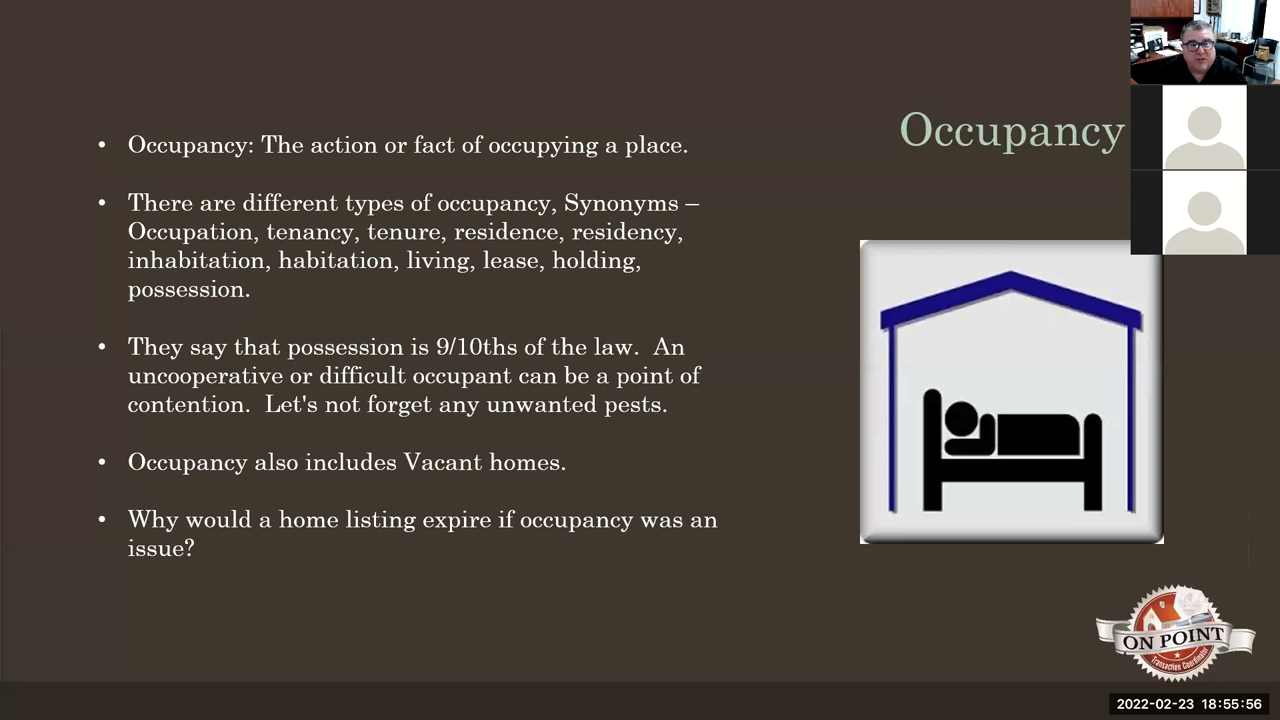 Occupancy
• Occupancy: The action or fact of occupying a place.
• There are different types of occupancy, Synonyms –
Occupation, tenancy, tenure, residence, residency,
inhabitation, habitation, living, lease, holding,
possession.
• They say that possession is 9/10ths of the law.  An
uncooperative or difficult occupant can be a point of
contention.  Let's not forget any unwanted pests.
• Occupancy also includes Vacant homes.
• Why would a home listing expire if occupancy was an
issue?
ON POINT
Transaction Coordinator
2022-02-23 18:55:56